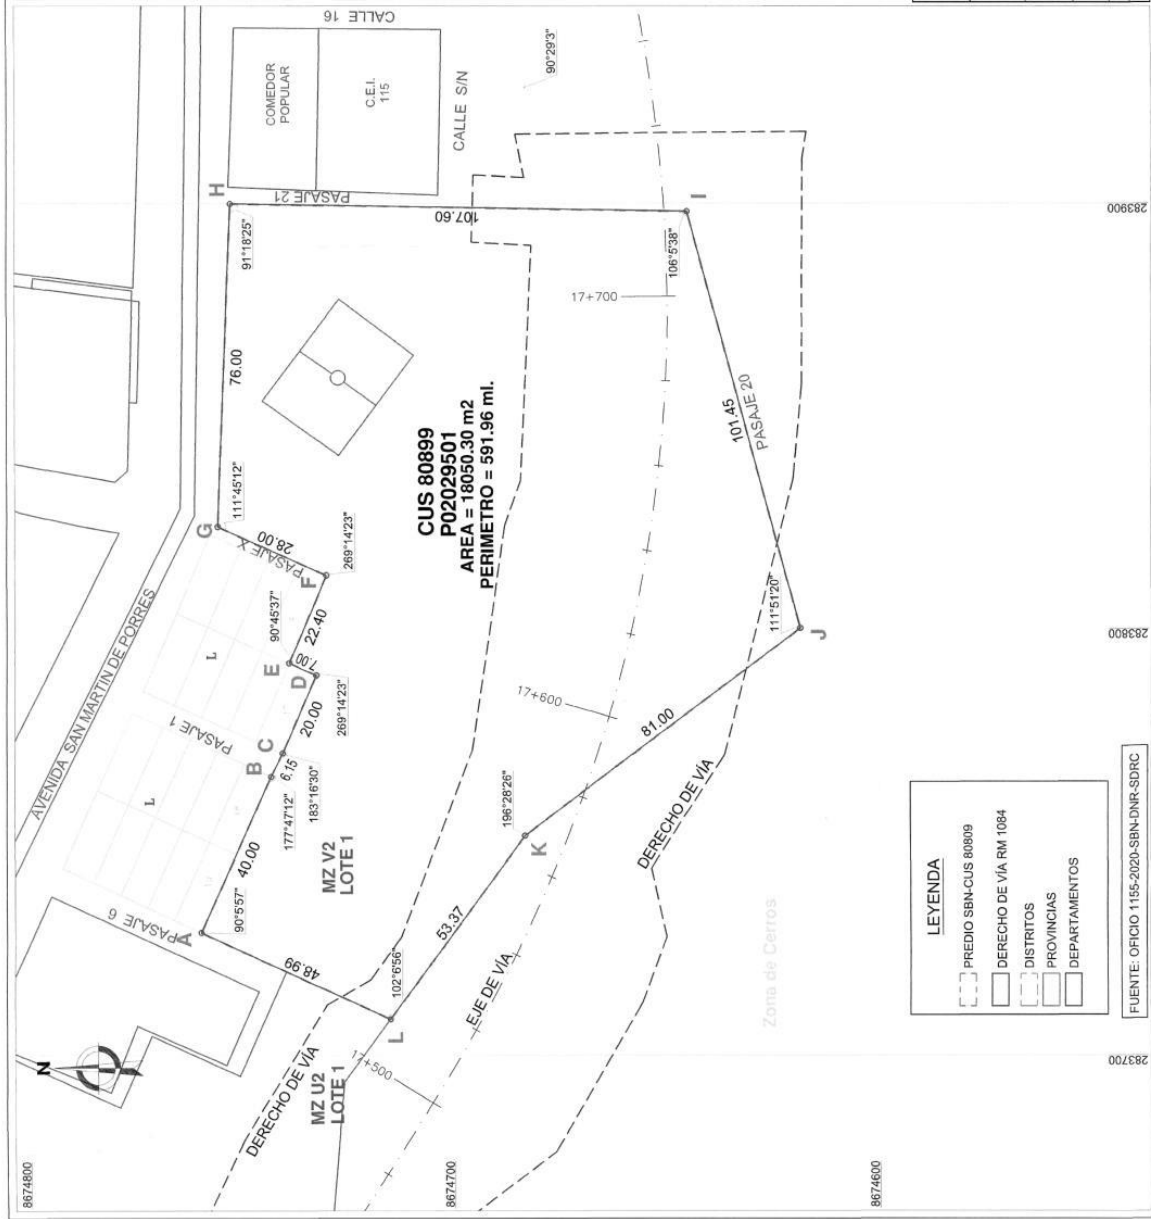 CALLE 16
COMEDOR
POPULAR
C.E.I.
115
CALLE S/N
90°29'3"
H
PASAJE 21
91°18'25"
107.60
I
106°5'38"
283900
17+700
76.00
AVENIDA SAN MARTIN DE PORRES
G
111°45'12"
28.00
PASAJE X
F
269°14'23"
CUS 80899
P02029501
AREA = 18050.30 m2
PERIMETRO = 591.96 ml.
101.45
PASAJE 20
L
90°45'37"
E
22.40
7.00
D
269°14'23"
20.00
111°51'20"
J
283800
PASAJE 1
C
B
6.15
183°16'30"
177°47'12"
17+600
81.00
L
40.00
MZ V2
LOTE 1
196°28'26"
K
DERECHO DE VÍA
PASAJE 6
A
90°5'57"
48.99
53.37
102°6'56"
L
EJE DE VÍA
Zona de Cerros
N
DERECHO DE VÍA
MZ U2
LOTE 1
17+500
283700
8674800
8674700
8674600
LEYENDA
PREDIO SBN-CUS 80809
DERECHO DE VÍA RM 1084
DISTRITOS
PROVINCIAS
DEPARTAMENTOS
FUENTE: OFICIO 1155-2020-SBN-DNR-SDRC